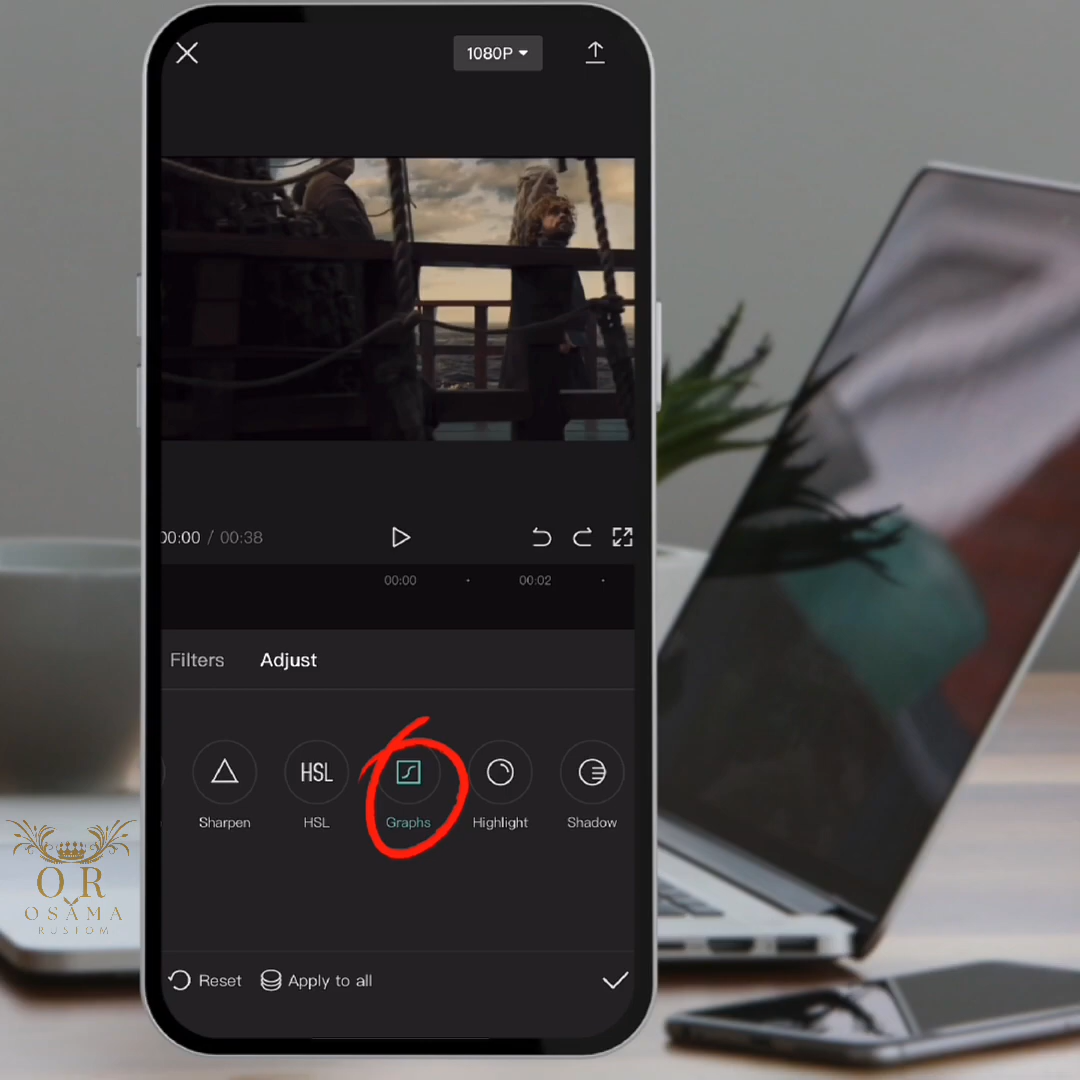 1080P
00:00 / 00:38
00:00
00:02
Filters
Adjust
Sharpen
HSL
HSL
Graphs
Highlight
Shadow
Reset
Apply to all
O R
OSAMA
RUSTOM